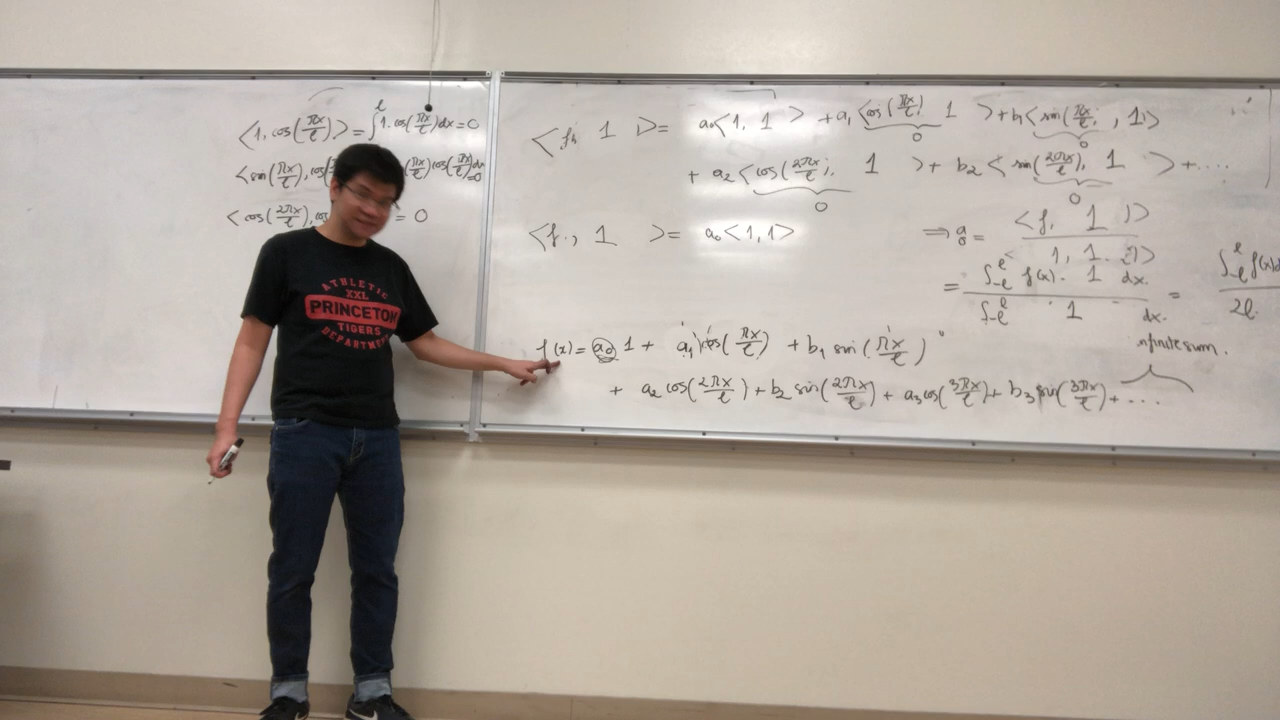 <1, cos(πx/ℓ)> = ∫ℓ 1. cos(πx/ℓ) dx = 0
<sin(πx/ℓ), cos( (πx/ℓ) cos(πx/ℓ) dx = 0
<cos(2πx/ℓ), cos = 0
ATHLETIC
XXL
PRINCETON
TIGERS
DEPARTMENT
<f, 1 > = a0<1, 1 > + a1<cos(πx/ℓ), 1 > + b1<sin(πx/ℓ), 1>
0 0
+ a2<cos(2πx/ℓ), 1 > + b2<sin(2πx/ℓ), 1 > + ....
0 0
<f, 1 > = a0<1,1> ⇒ a0 = <f, 1 > / <1, 1>
= ∫-ℓ^ℓ f(x). 1 dx. / ∫-ℓ^ℓ 1 dx. = ∫-ℓ^ℓ f(x)d / 2ℓ.
f(x) = a0 1 + a1 cos(πx/ℓ) + b1 sin(πx/ℓ)
infinite sum.
+ a2 cos(2πx/ℓ) + b2 sin(2πx/ℓ) + a3 cos(3πx/ℓ) + b3 sin(3πx/ℓ) + ...